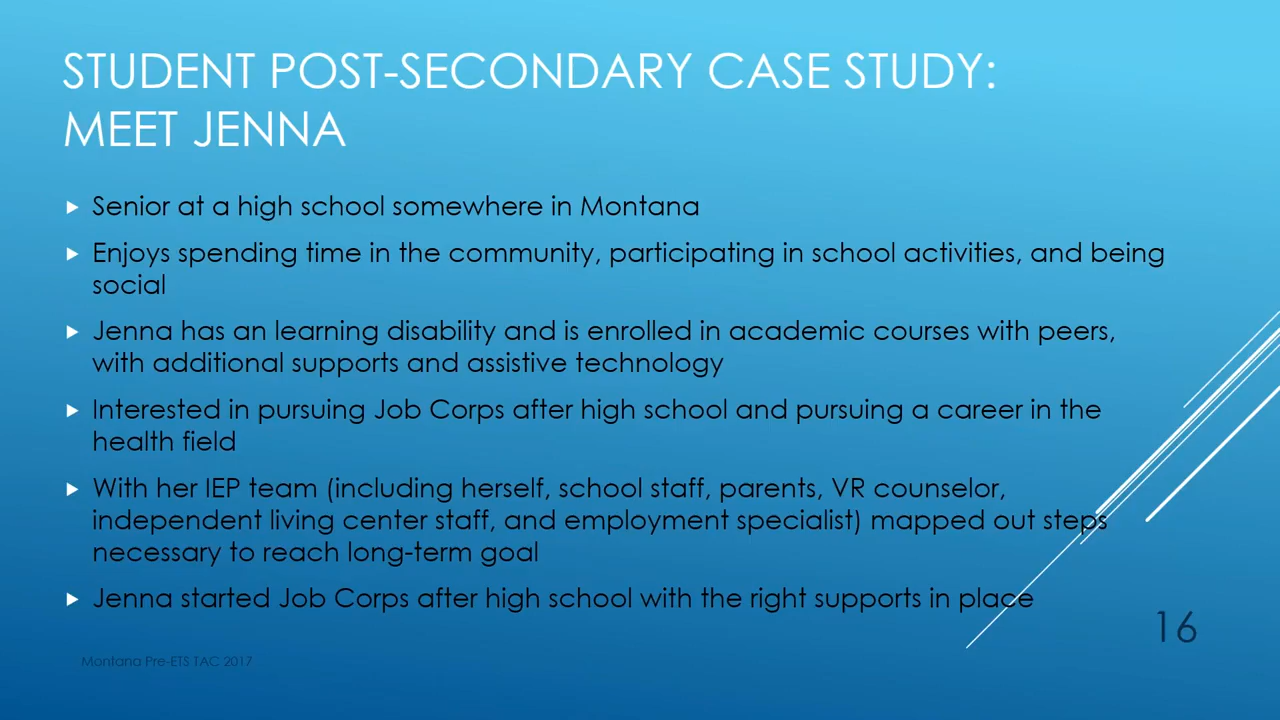 STUDENT POST-SECONDARY CASE STUDY:
MEET JENNA
Senior at a high school somewhere in Montana
Enjoys spending time in the community, participating in school activities, and being
social
Jenna has an learning disability and is enrolled in academic courses with peers,
with additional supports and assistive technology
Interested in pursuing Job Corps after high school and pursuing a career in the
health field
With her IEP team (including herself, school staff, parents, VR counselor,
independent living center staff, and employment specialist) mapped out steps
necessary to reach long-term goal
Jenna started Job Corps after high school with the right supports in place
16
Montana Pre-ETS TAC 2017